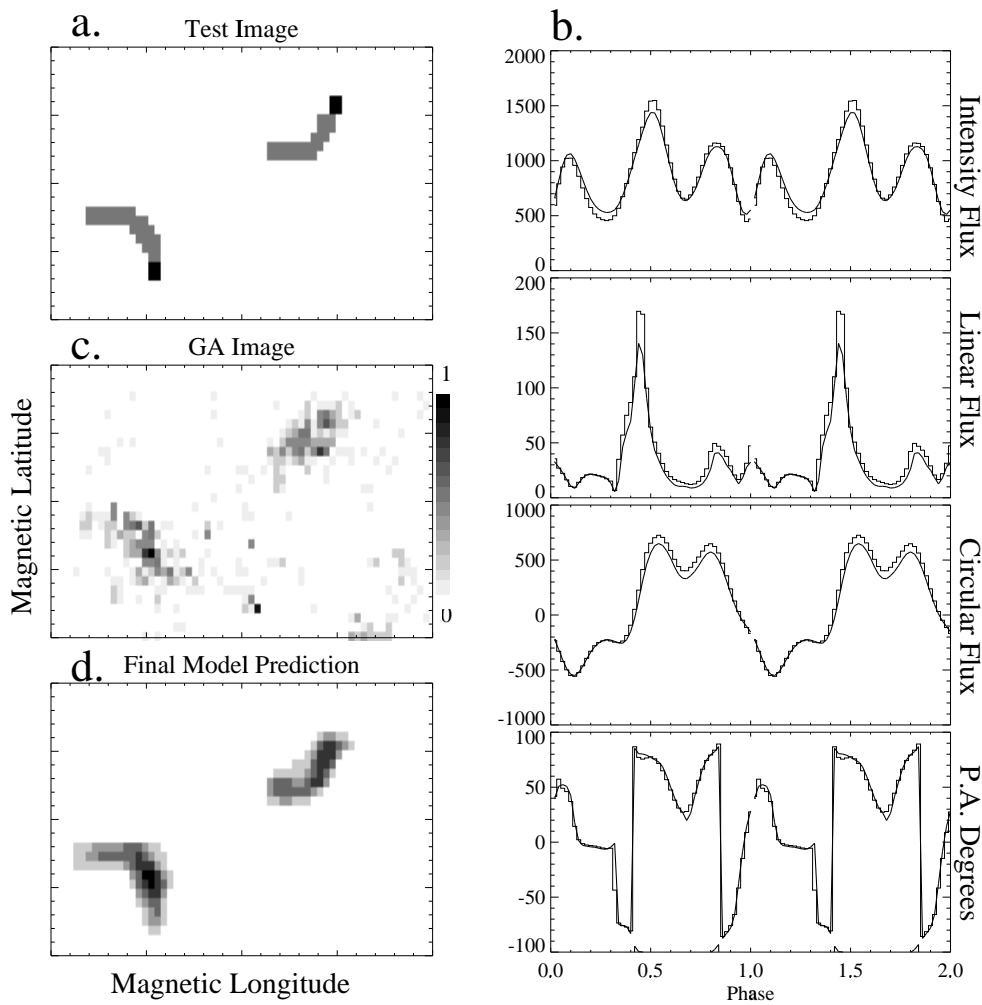 a.
Test Image
c.
GA Image
1
0
d.
Final Model Prediction
Magnetic Latitude
Magnetic Longitude
b.
2000
1500
1000
500
0
Intensity Flux
200
150
100
50
0
Linear Flux
1000
500
0
-500
-1000
Circular Flux
100
50
0
-50
-100
P.A. Degrees
0.0 0.5 1.0 1.5 2.0
Phase